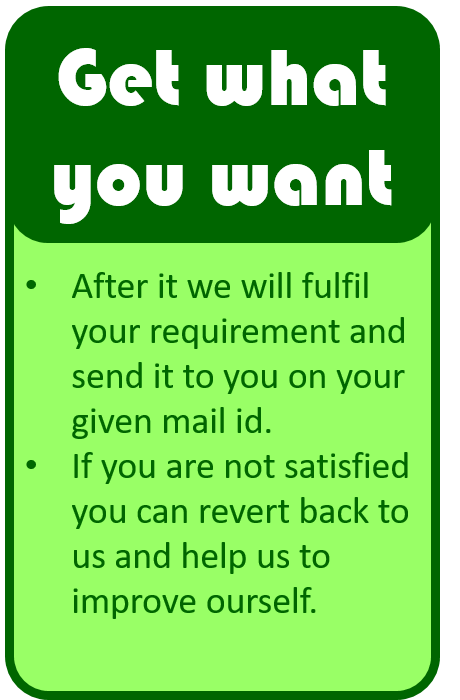 Get what
you want
• After it we will fulfil
your requirement and
send it to you on your
given mail id.
• If you are not satisfied
you can revert back to
us and help us to
improve ourself.